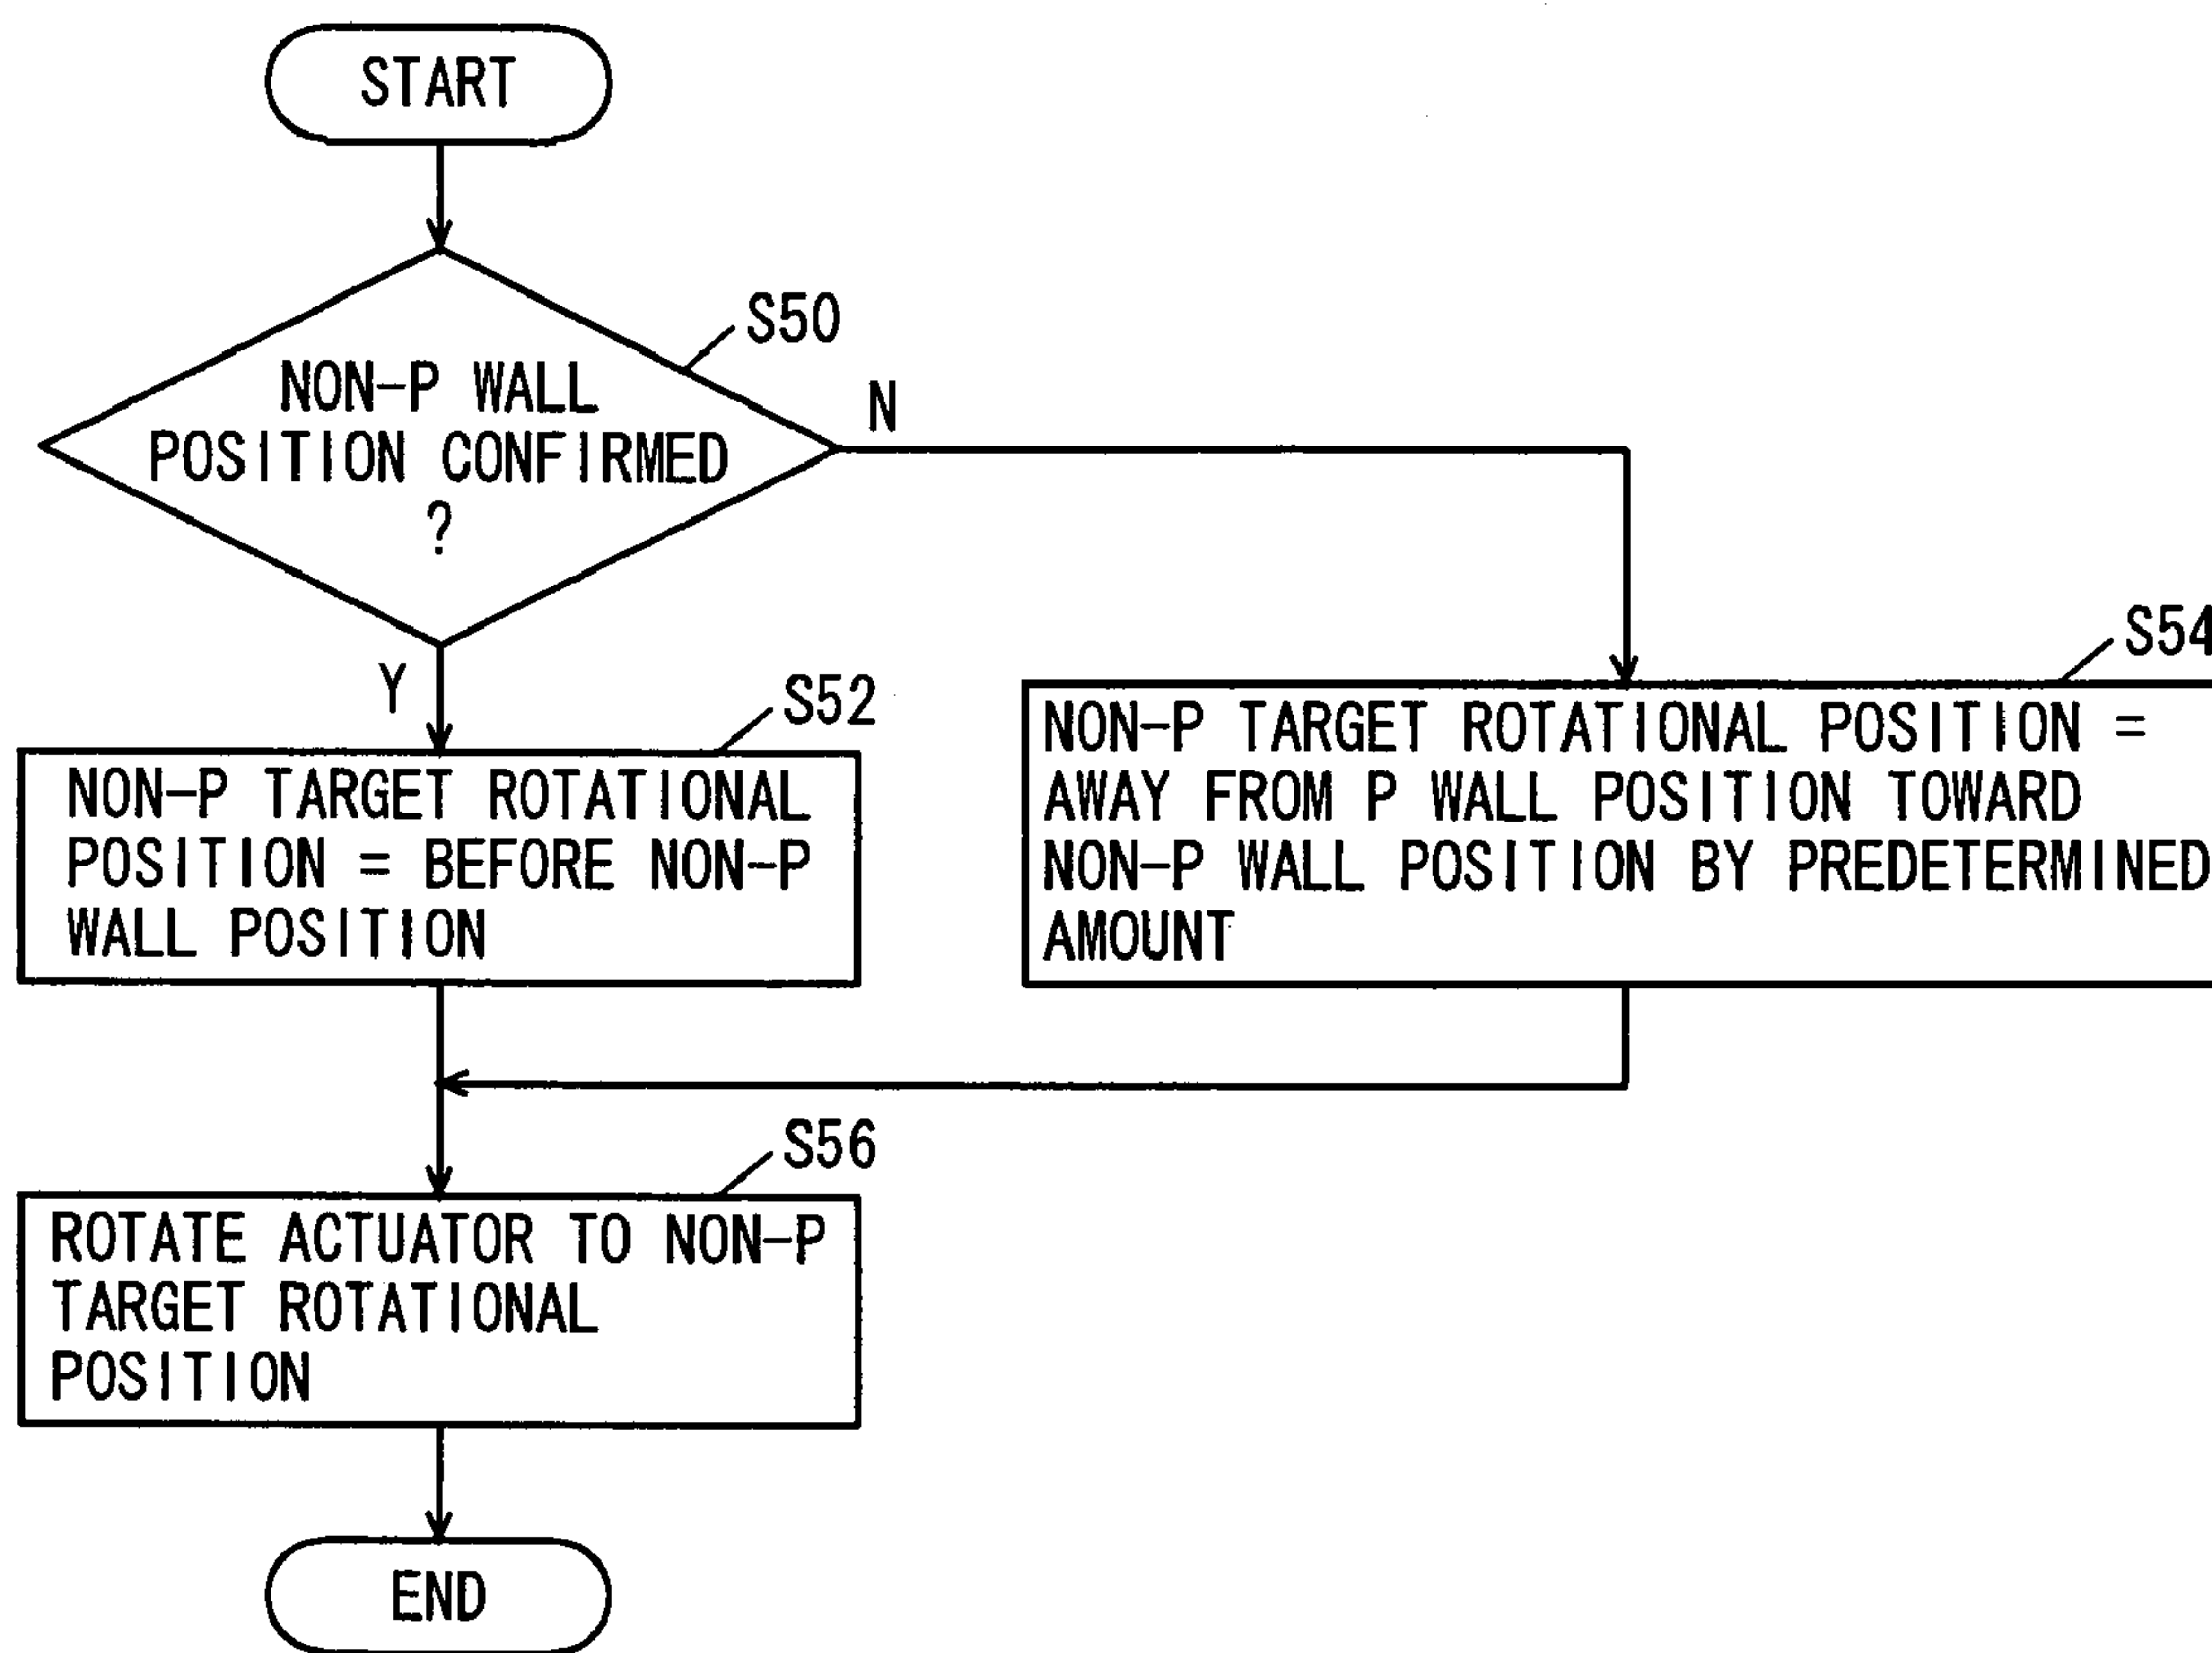 START
S50
NON-P WALL
POSITION CONFIRMED
?
N
Y
S52
NON-P TARGET ROTATIONAL
POSITION = BEFORE NON-P
WALL POSITION
S54
NON-P TARGET ROTATIONAL POSITION =
AWAY FROM P WALL POSITION TOWARD
NON-P WALL POSITION BY PREDETERMINED
AMOUNT
S56
ROTATE ACTUATOR TO NON-P
TARGET ROTATIONAL
POSITION
END